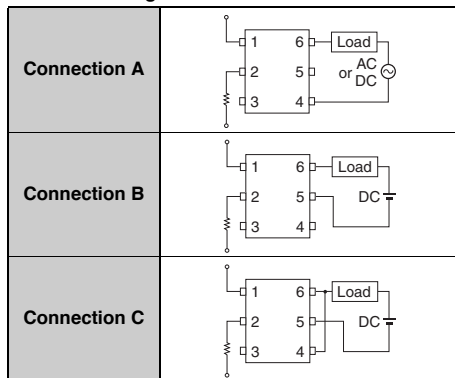 Connection A
1 6 Load
2 5 or AC DC
3 4
Connection B
1 6 Load
2 5 DC
3 4
Connection C
1 6 Load
2 5 DC
3 4